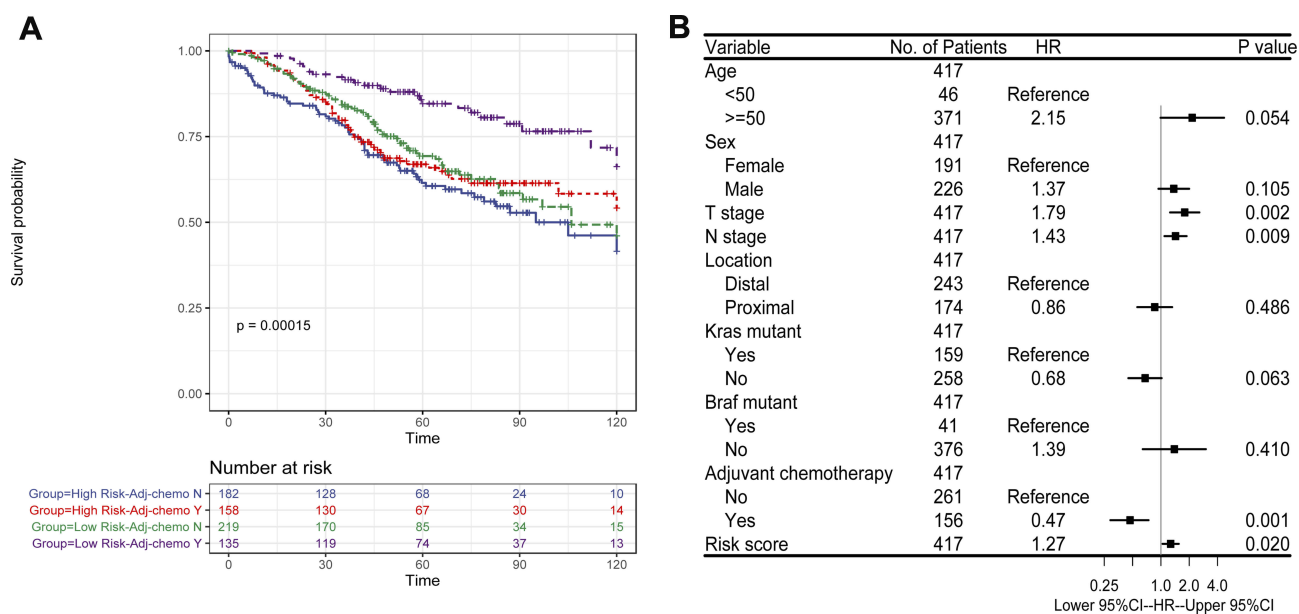 A
1.00
0.75
0.50
0.25
0.00
Survival probability
p = 0.00015
0 30 60 90 120
Time
Number at risk
Group=High Risk-Adj-chemo N 182 128 68 24 10
Group=High Risk-Adj-chemo Y 158 130 67 30 14
Group=Low Risk-Adj-chemo N 219 170 85 34 15
Group=Low Risk-Adj-chemo Y 135 119 74 37 13
0 30 60 90 120
Time
B
Variable No. of Patients HR P value
Age 417
<50 46 Reference
>=50 371 2.15 0.054
Sex 417
Female 191 Reference
Male 226 1.37 0.105
T stage 417 1.79 0.002
N stage 417 1.43 0.009
Location 417
Distal 243 Reference
Proximal 174 0.86 0.486
Kras mutant 417
Yes 159 Reference
No 258 0.68 0.063
Braf mutant 417
Yes 41 Reference
No 376 1.39 0.410
Adjuvant chemotherapy 417
No 261 Reference
Yes 156 0.47 0.001
Risk score 417 1.27 0.020
0.25 1.0 2.0 4.0
Lower 95%CI--HR--Upper 95%CI